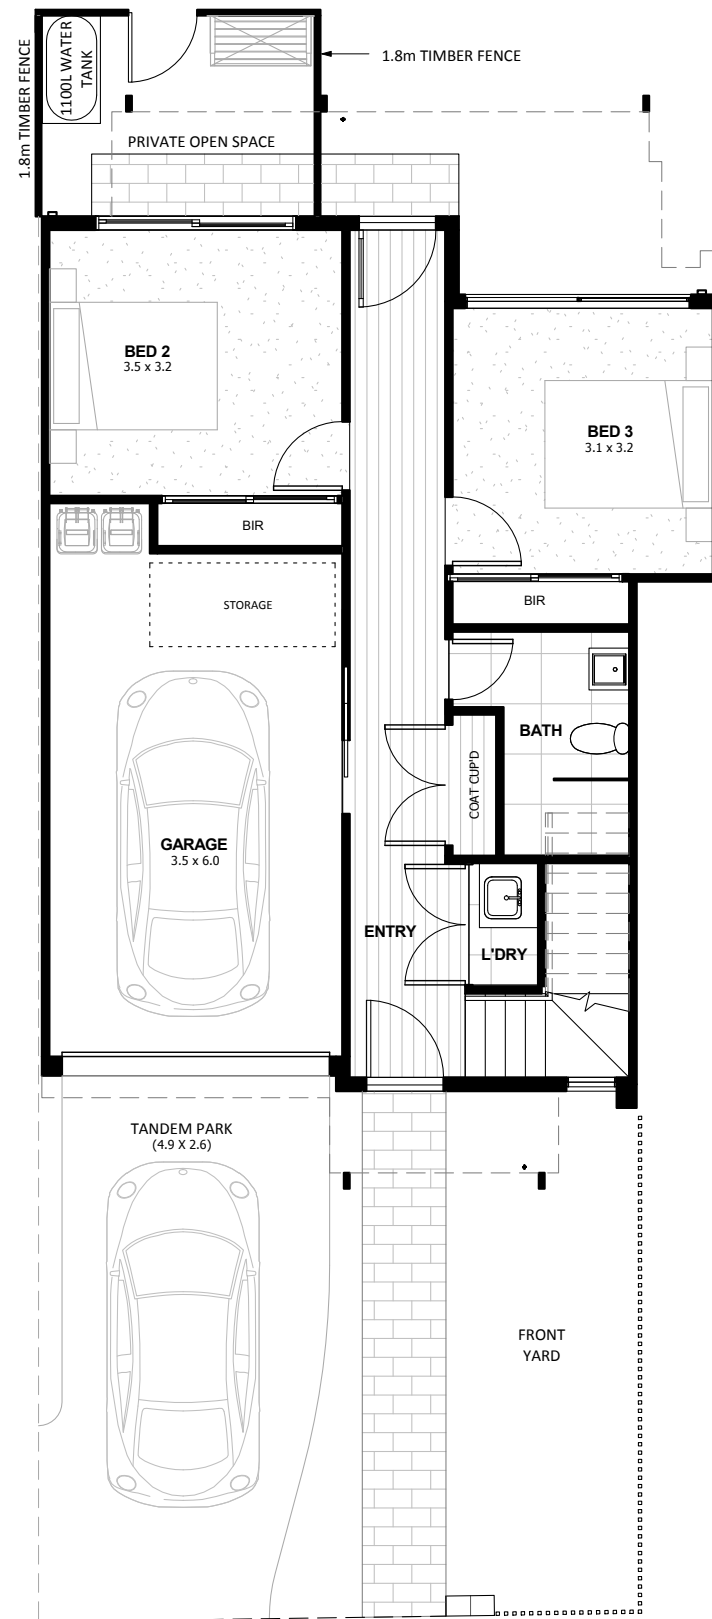 1.8m TIMBER FENCE
1100L WATER
TANK
1.8m TIMBER FENCE
PRIVATE OPEN SPACE
BED 2
3.5 x 3.2
BED 3
3.1 x 3.2
BIR
BIR
STORAGE
BATH
COAT CUP'D
GARAGE
3.5 x 6.0
ENTRY
L'DRY
TANDEM PARK
(4.9 X 2.6)
FRONT
YARD